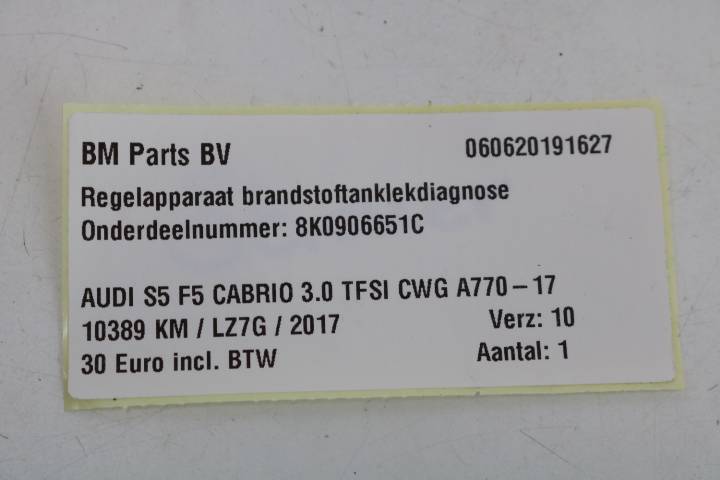 BM Parts BV 060620191627
Regelapparaat brandstoftanklekdiagnose
Onderdeelnummer: 8K0906651C
AUDI S5 F5 CABRIO 3.0 TFSI CWG A770-17
10389 KM / LZ7G / 2017 Verz: 10
30 Euro incl. BTW Aantal: 1